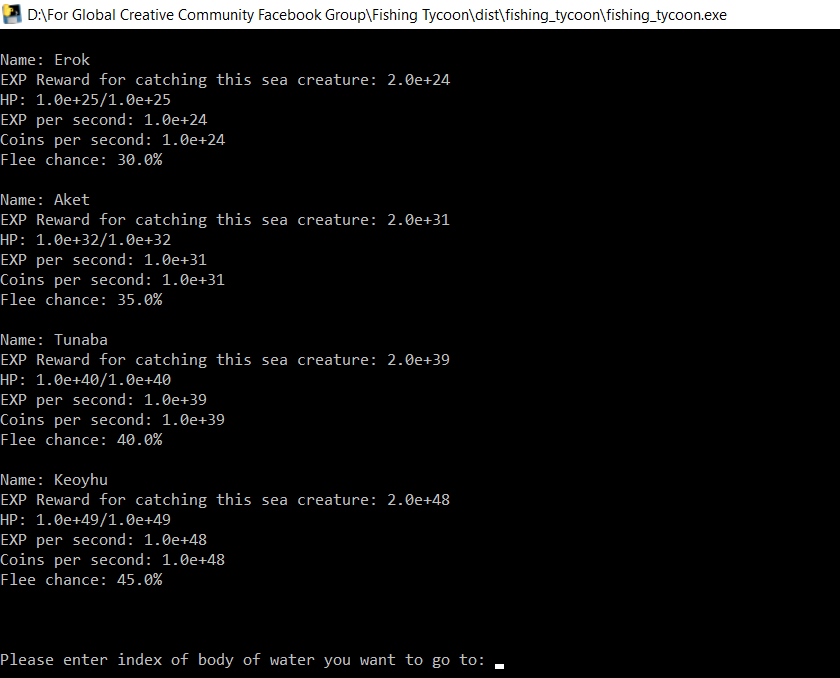 D:\For Global Creative Community Facebook Group\Fishing Tycoon\dist\fishing_tycoon\fishing_tycoon.exe
Name: Erok
EXP Reward for catching this sea creature: 2.0e+24
HP: 1.0e+25/1.0e+25
EXP per second: 1.0e+24
Coins per second: 1.0e+24
Flee chance: 30.0%
Name: Aket
EXP Reward for catching this sea creature: 2.0e+31
HP: 1.0e+32/1.0e+32
EXP per second: 1.0e+31
Coins per second: 1.0e+31
Flee chance: 35.0%
Name: Tunaba
EXP Reward for catching this sea creature: 2.0e+39
HP: 1.0e+40/1.0e+40
EXP per second: 1.0e+39
Coins per second: 1.0e+39
Flee chance: 40.0%
Name: Keoyhu
EXP Reward for catching this sea creature: 2.0e+48
HP: 1.0e+49/1.0e+49
EXP per second: 1.0e+48
Coins per second: 1.0e+48
Flee chance: 45.0%
Please enter index of body of water you want to go to: